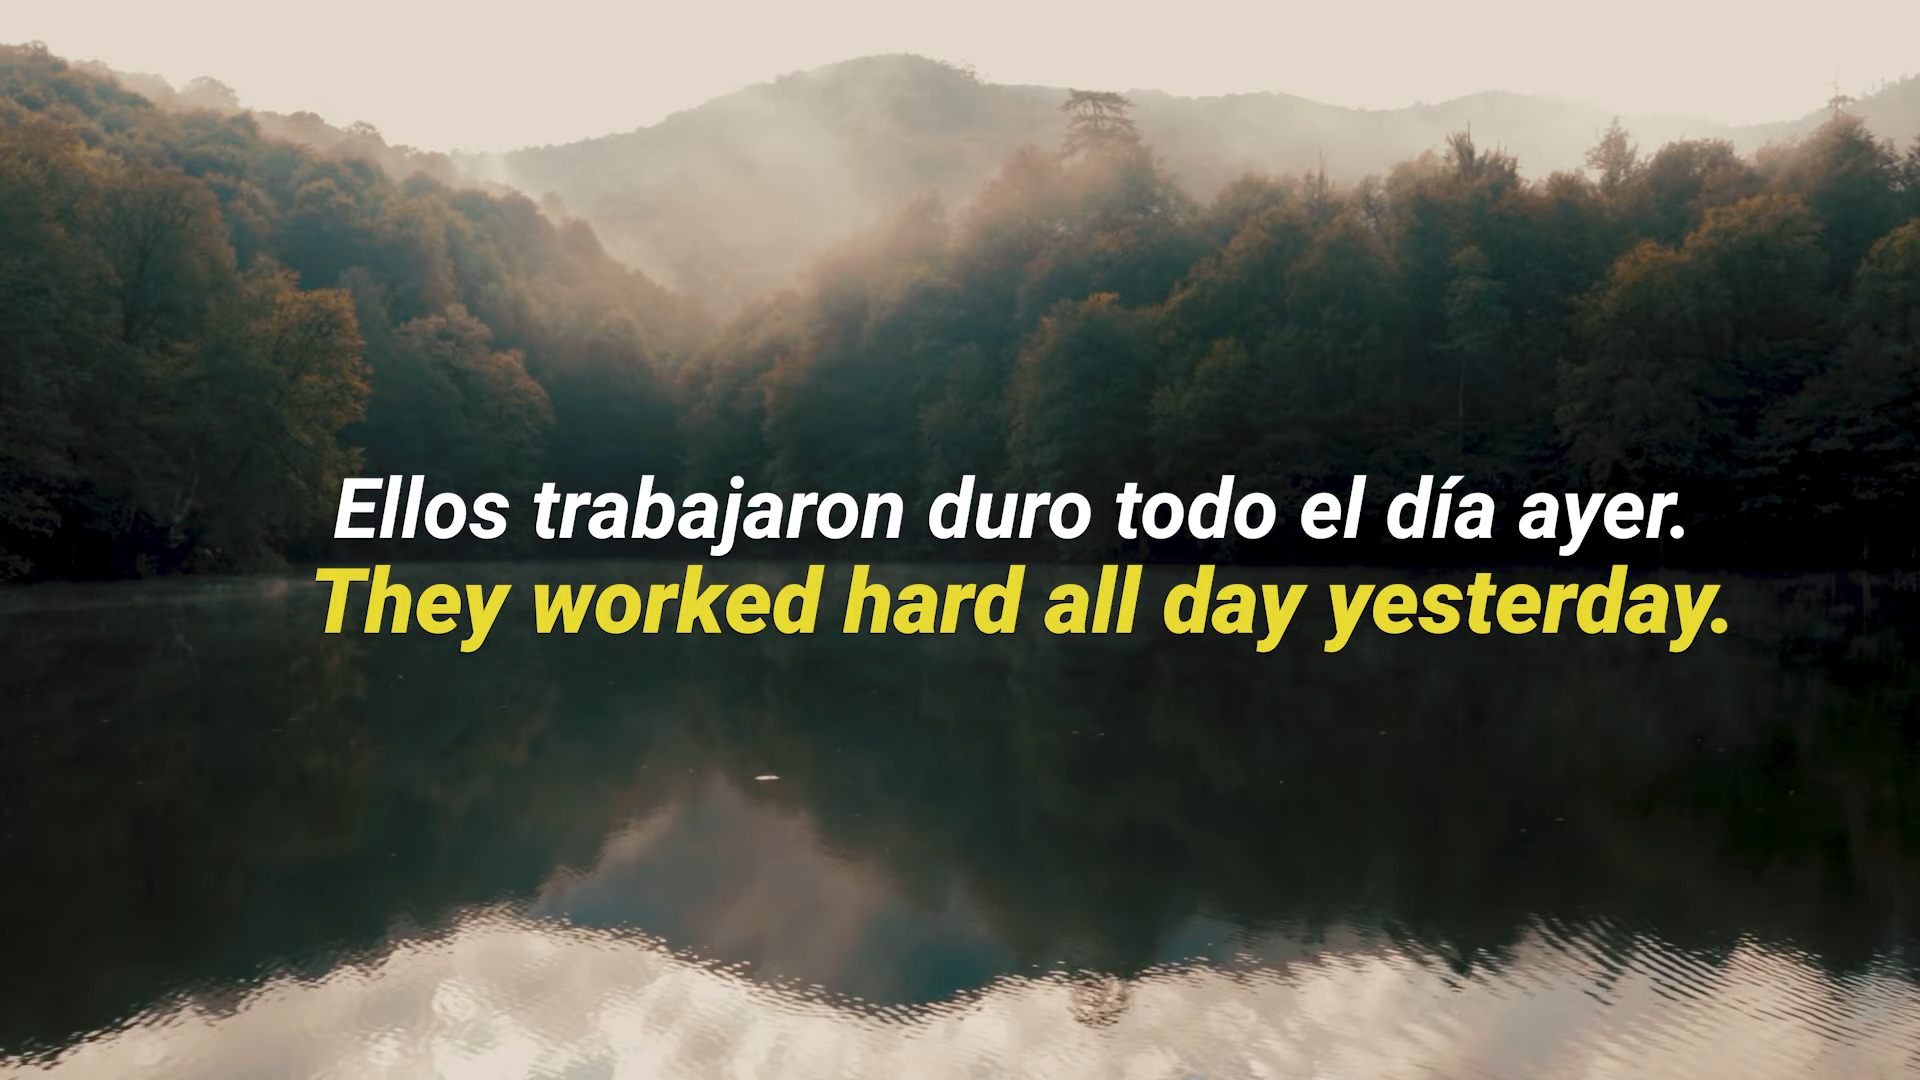 Ellos trabajaron duro todo el día ayer.
They worked hard all day yesterday.